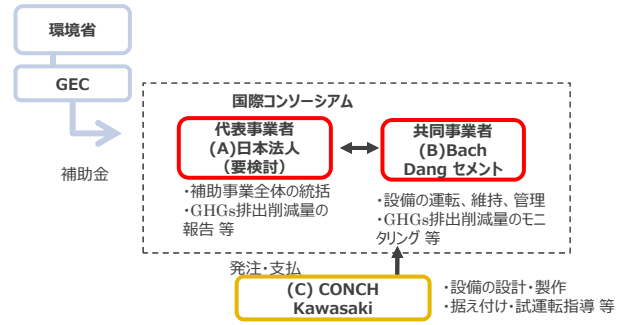 環境省
GEC
補助金
国際コンソーシアム
代表事業者
(A)日本法人
（要検討）
共同事業者
(B)Bach
Dang セメント
・補助事業全体の統括
・GHGs排出削減量の
報告 等
・設備の運転、維持、管理
・GHGs排出削減量のモニ
タリング 等
発注・支払
(C) CONCH
Kawasaki
・設備の設計・製作
・据え付け・試運転指導 等